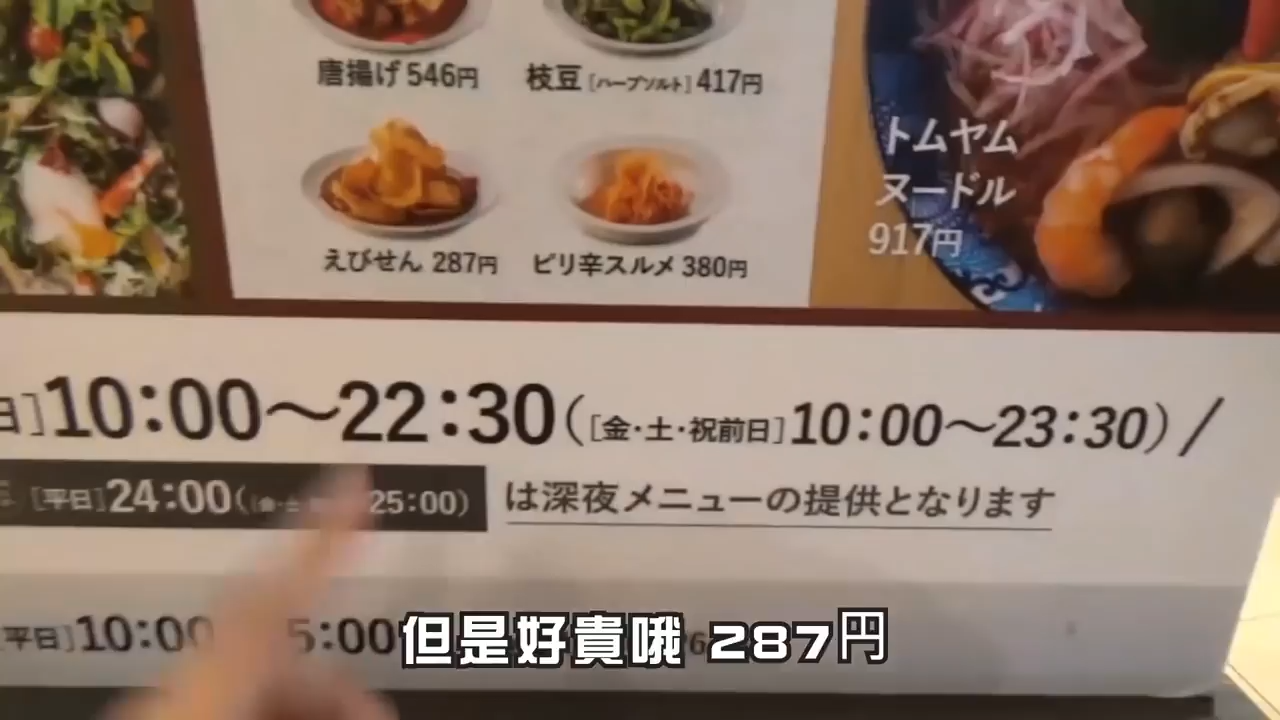 唐揚げ 546円
枝豆 [ハーブソルト] 417円
えびせん 287円
ピリ辛スルメ 380円
トムヤム
ヌードル
917円
日]10:00〜22:30([金・土・祝前日]10:00〜23:30)/
[平日]24:00(金・土 25:00)
は深夜メニューの提供となります
平日]10:00 5:00
但是好貴哦 287円